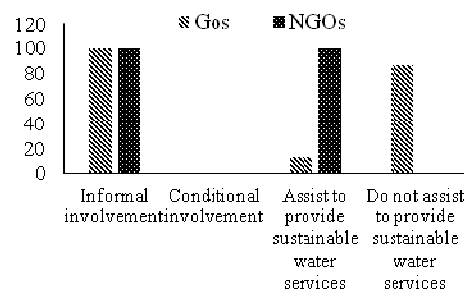 Gos NGOs
120
100
80
60
40
20
0
Informal involvement
Conditional involvement
Assist to provide sustainable water services
Do not assist to provide sustainable water services